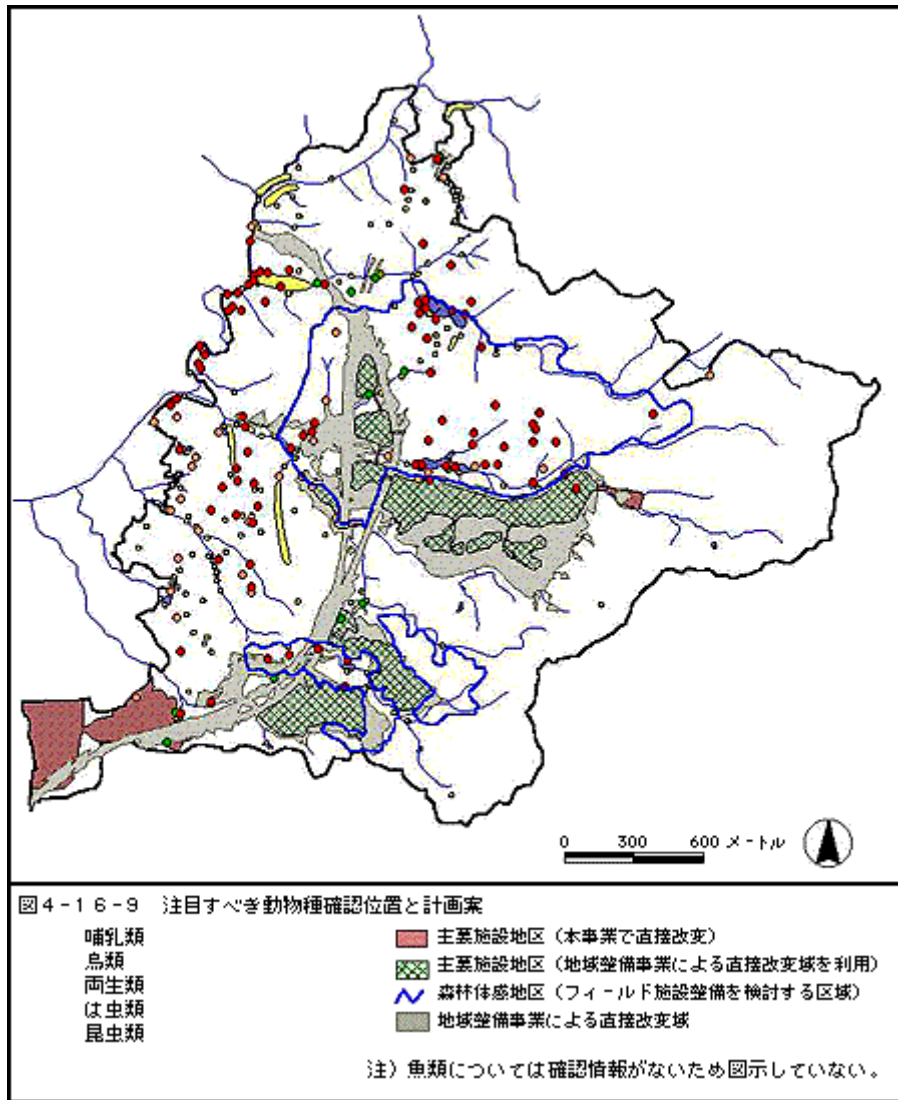 0 300 600 メートル
図4-16-9 注目すべき動物種確認位置と計画案
哺乳類
鳥類
両生類
は虫類
昆虫類
主要施設地区（本事業で直接改変）
主要施設地区（地域整備事業による直接改変域を利用）
森林体感地区（フィールド施設整備を検討する区域）
地域整備事業による直接改変域
注）魚類については確認情報がないため図示していない。